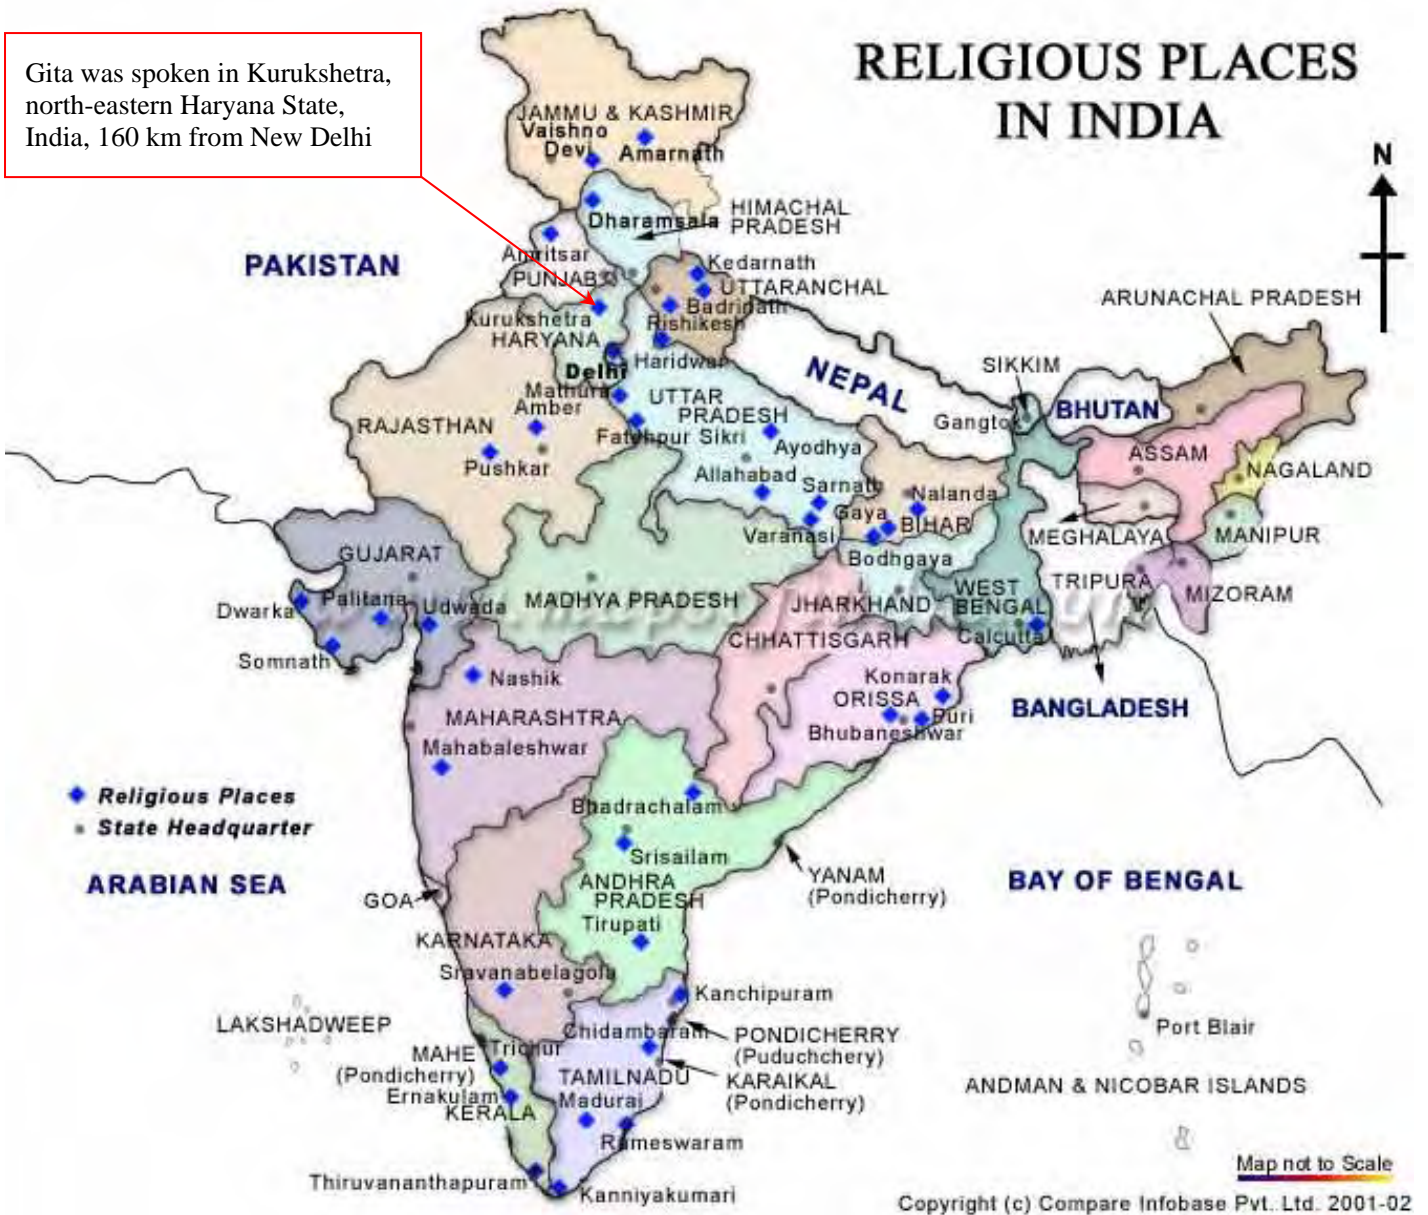 RELIGIOUS PLACES
IN INDIA
Gita was spoken in Kurukshetra,
north-eastern Haryana State,
India, 160 km from New Delhi
N
JAMMU & KASHMIR
Vaishno
Devi
Amarnath
Dharamsala
HIMACHAL
PRADESH
PAKISTAN
Amritsar
PUNJAB
Kedarnath
UTTARANCHAL
Badrinath
Rishikesh
Kurukshetra
HARYANA
Haridwar
Delhi
ARUNACHAL PRADESH
NEPAL
SIKKIM
BHUTAN
Gangtok
Mathura
UTTAR
PRADESH
Amber
RAJASTHAN
Fatehpur Sikri
Ayodhya
Pushkar
Allahabad
Sarnath
Nalanda
Gaya
BIHAR
Varanasi
Bodhgaya
ASSAM
NAGALAND
MEGHALAYA
MANIPUR
TRIPURA
MIZORAM
GUJARAT
Dwarka
Palitana
Udwada
Somnath
MADHYA PRADESH
JHARKHAND
WEST
BENGAL
CHHATTISGARH
Calcutta
Nashik
Konarak
ORISSA
Puri
Bhubaneshwar
BANGLADESH
MAHARASHTRA
Mahabaleshwar
Religious Places
State Headquarter
Bhadrachalam
Srisailam
ARABIAN SEA
GOA
ANDHRA
PRADESH
YANAM
(Pondicherry)
BAY OF BENGAL
Tirupati
KARNATAKA
Sravanabelagola
Kanchipuram
LAKSHADWEEP
Chidambaram
PONDICHERRY
(Puduchchery)
Port Blair
MAHE
(Pondicherry)
Trichur
TAMILNADU
KARAIKAL
(Pondicherry)
ANDMAN & NICOBAR ISLANDS
Ernakulam
KERALA
Madurai
Rameswaram
Thiruvananthapuram
Kanniyakumari
Map not to Scale
Copyright (c) Compare Infobase Pvt. Ltd. 2001-02